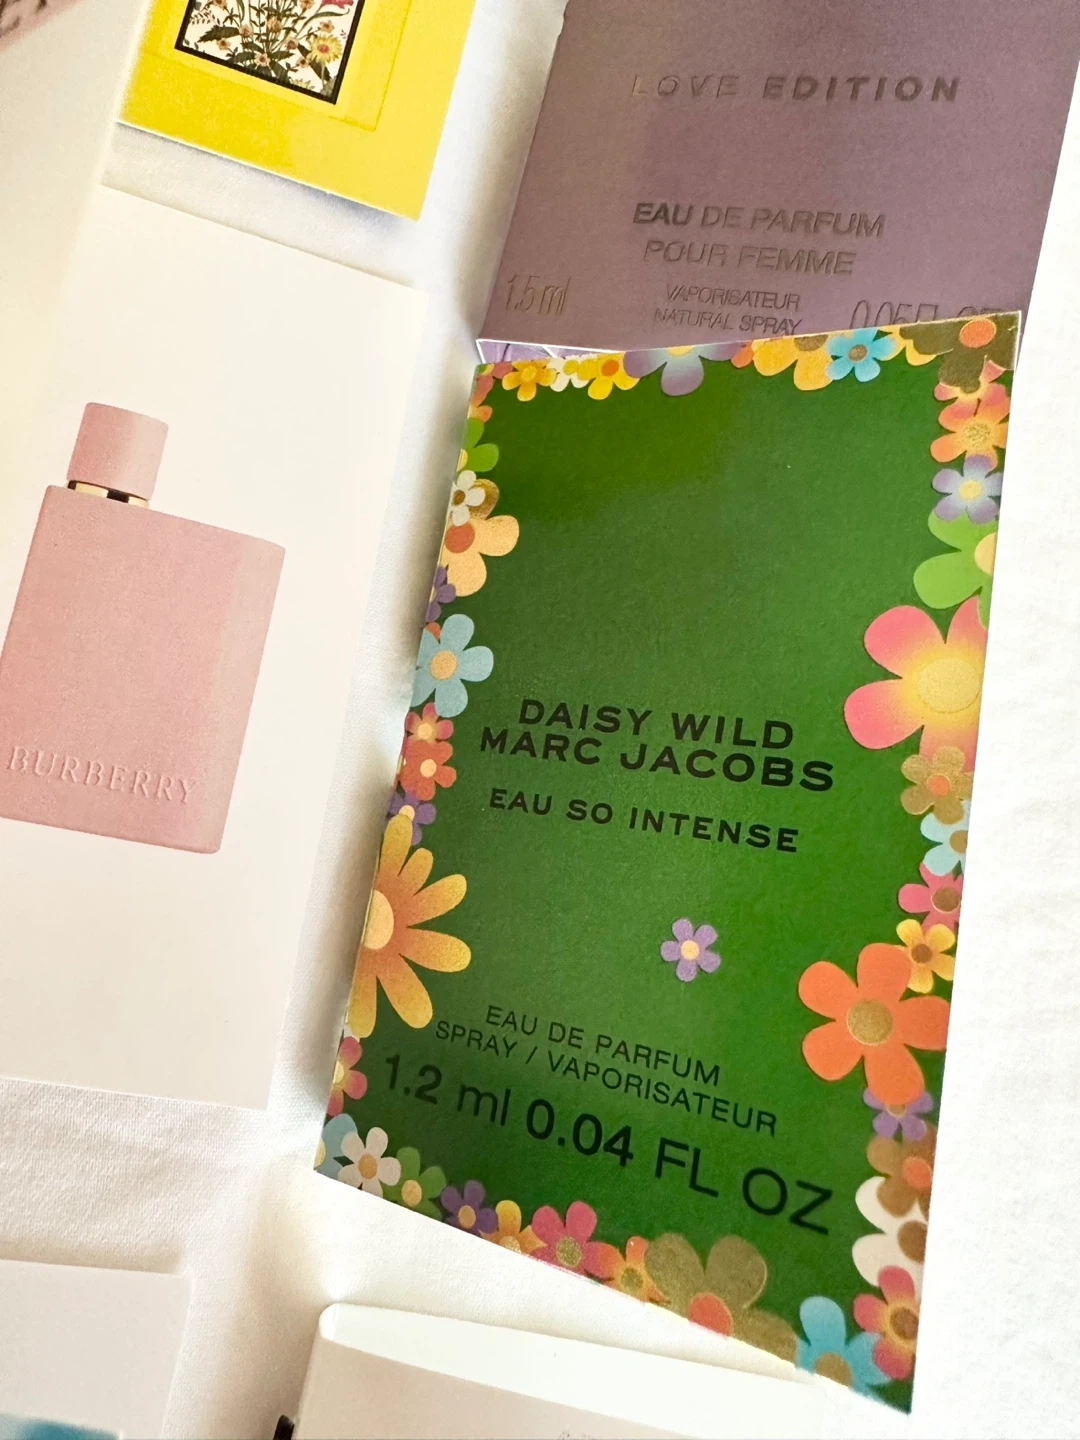 LOVE EDITION
EAU DE PARFUM
POUR FEMME
1.5 ml
VAPORISATEUR
NATURAL SPRAY
BURBERRY
DAISY WILD
MARC JACOBS
EAU SO INTENSE
EAU DE PARFUM
SPRAY / VAPORISATEUR
1.2 ml 0.04 FL OZ